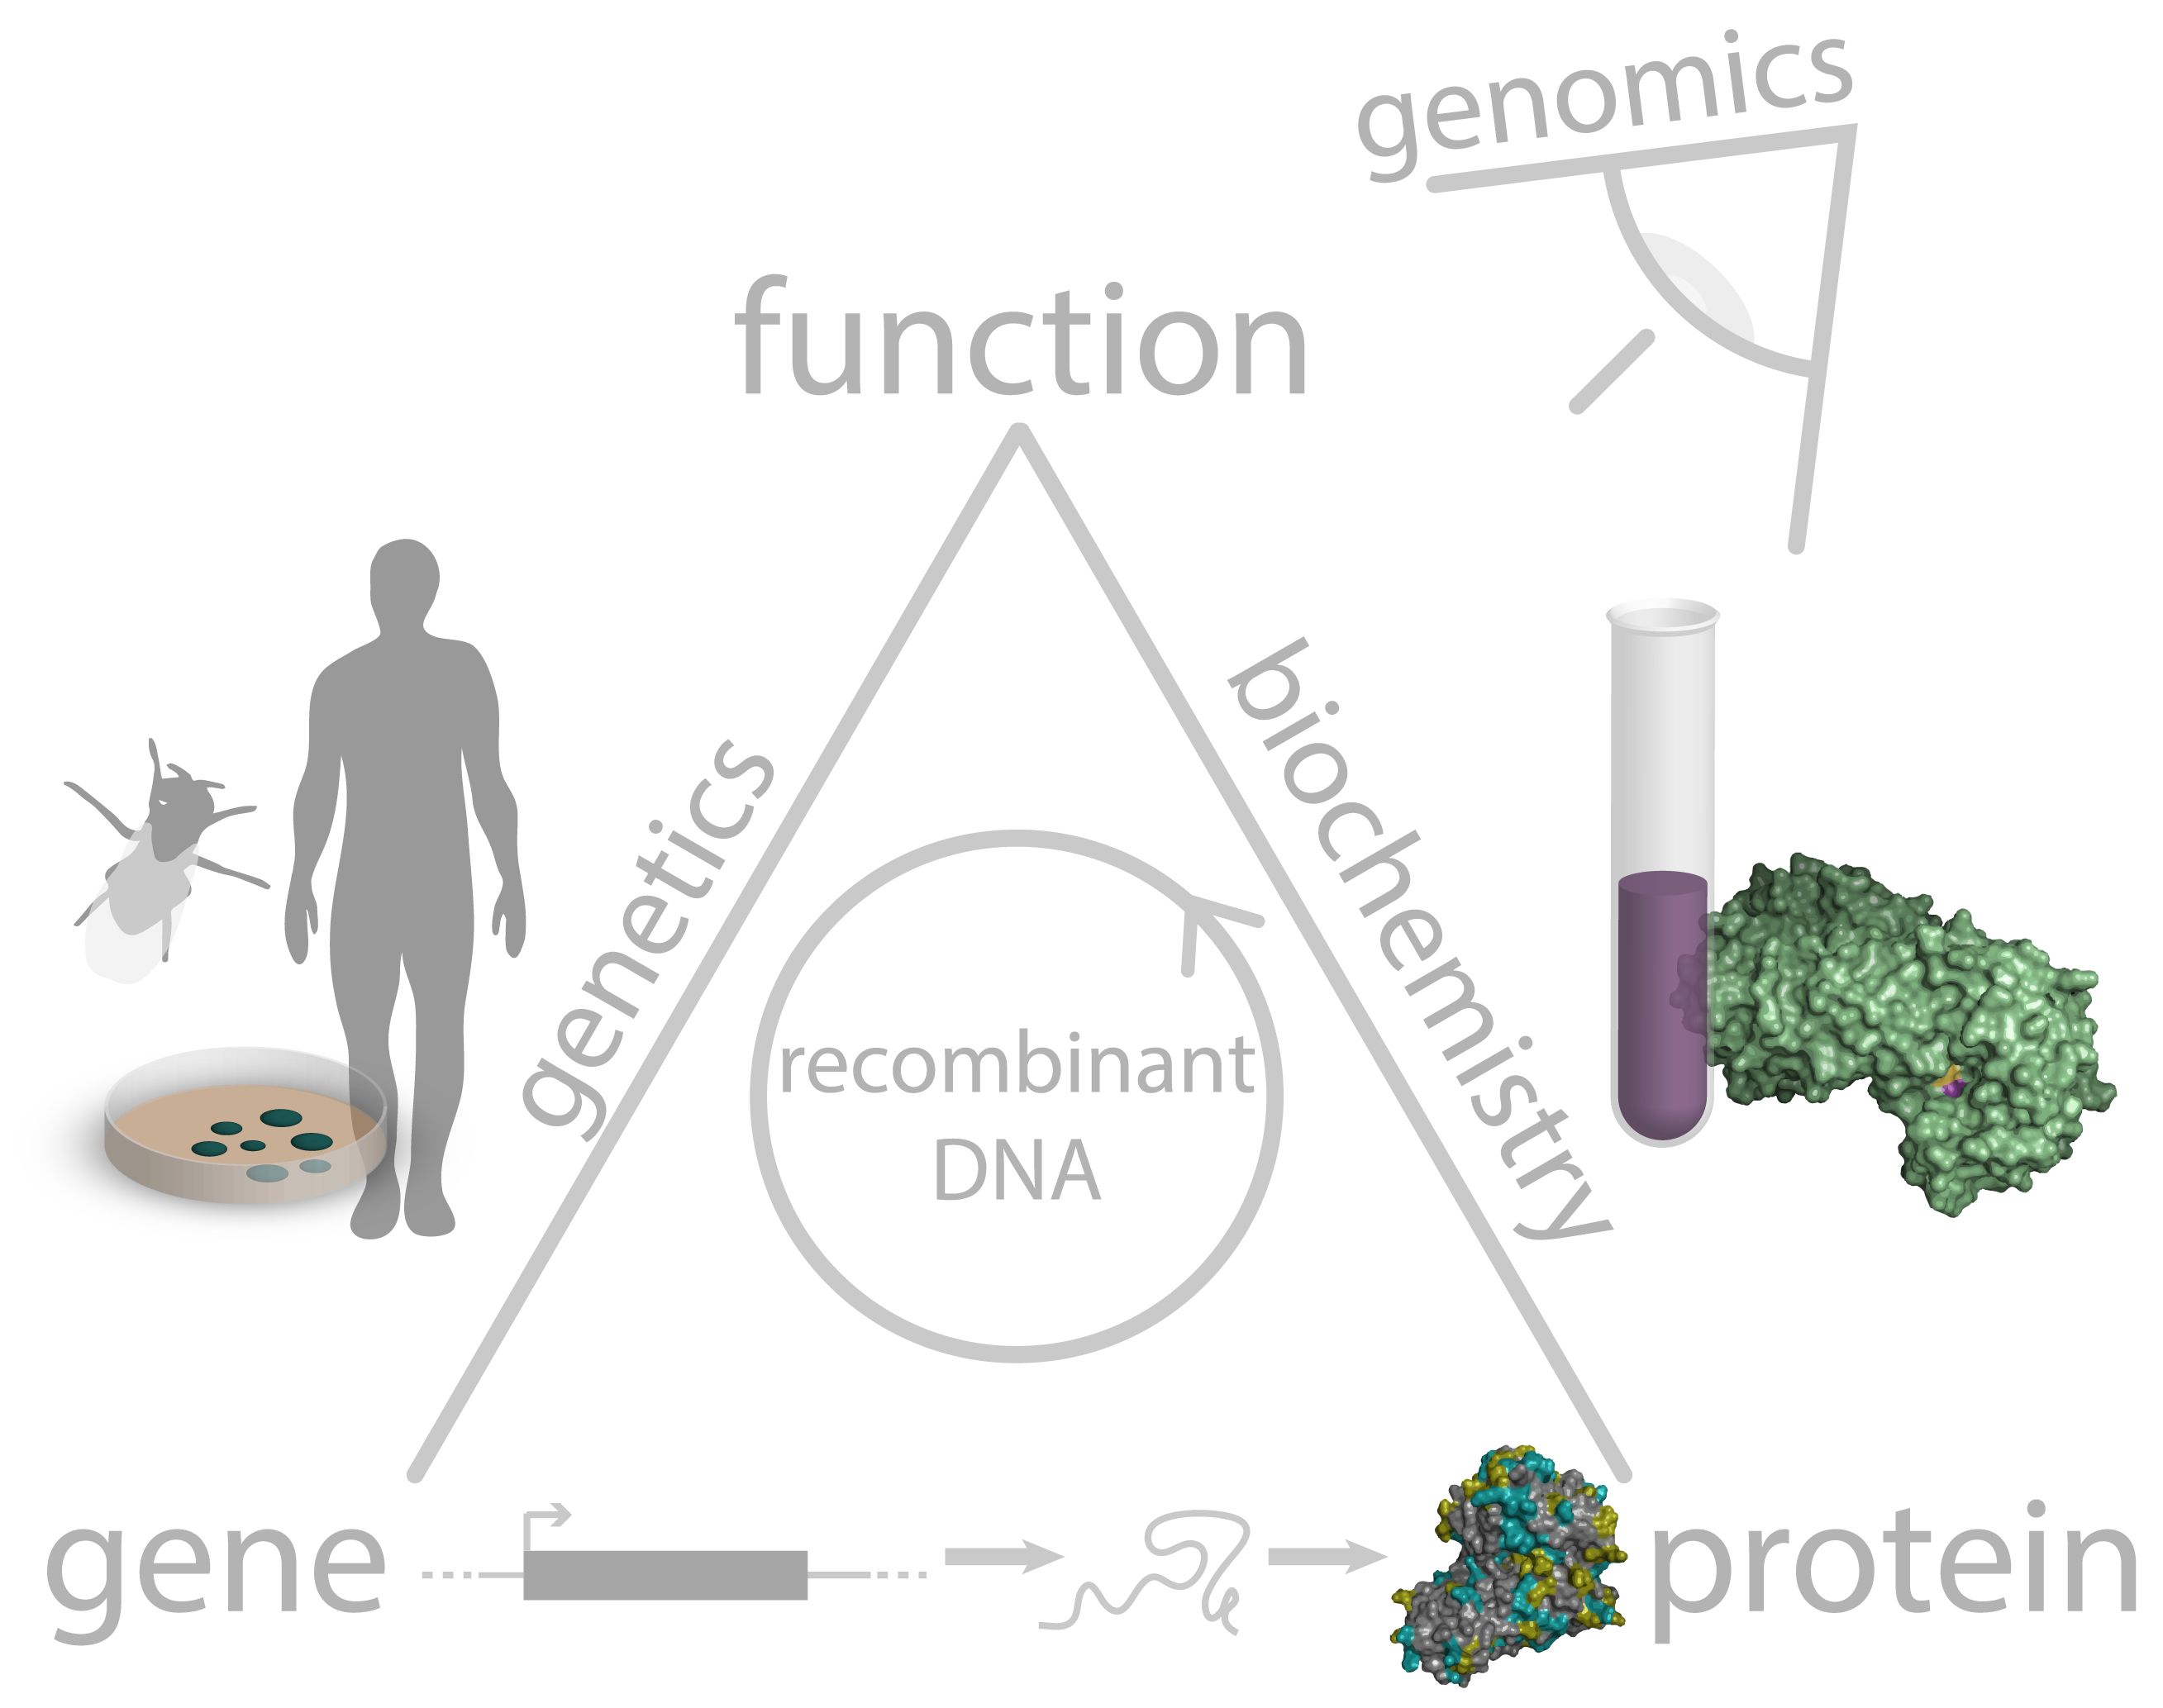 genomics
function
genetics
biochemistry
recombinant
DNA
gene
protein